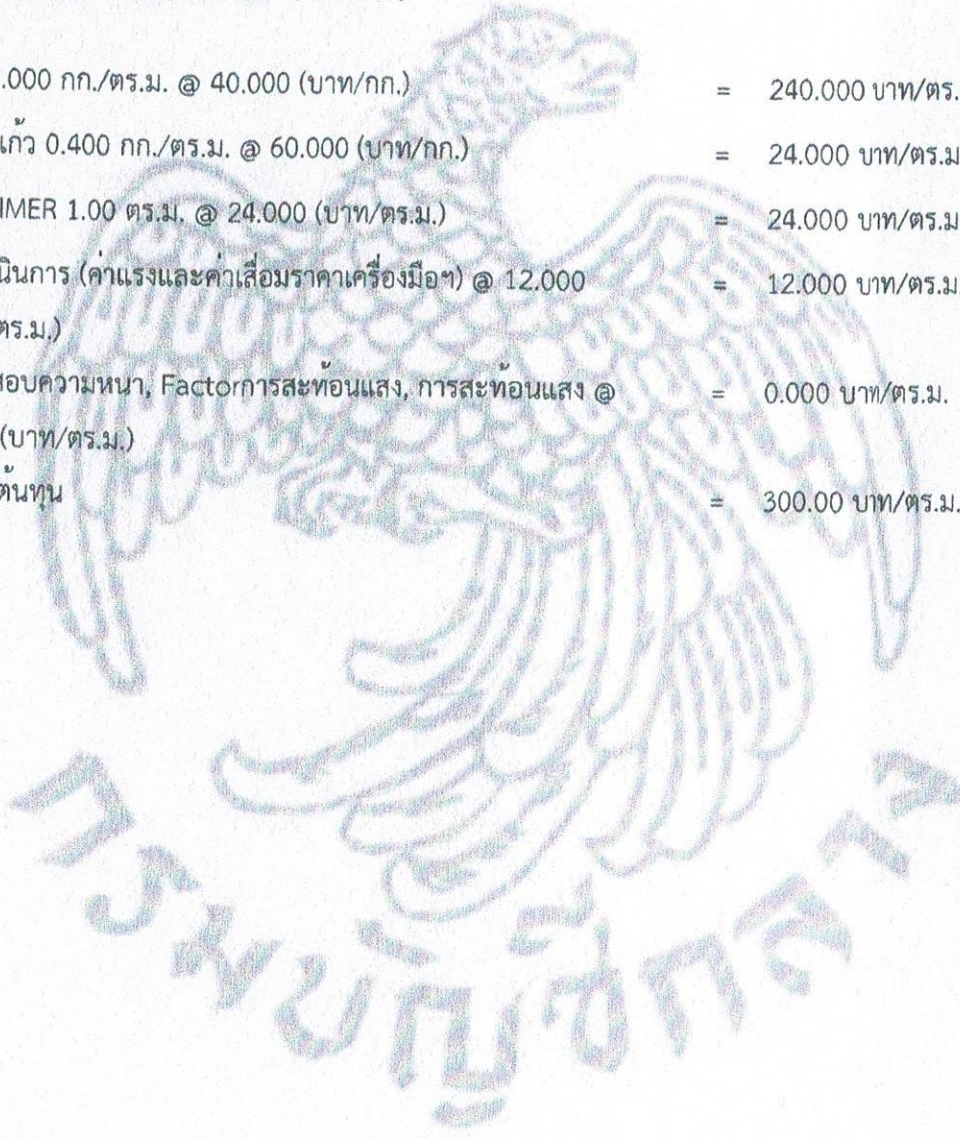 .000 กก./ตร.ม. @ 40.000 (บาท/กก.) = 240.000 บาท/ตร.
แก้ว 0.400 กก./ตร.ม. @ 60.000 (บาท/กก.) = 24.000 บาท/ตร.ม
IMER 1.00 ตร.ม. @ 24.000 (บาท/ตร.ม.) = 24.000 บาท/ตร.ม
นินการ (ค่าแรงและค่าเสื่อมราคาเครื่องมือฯ) @ 12.000 = 12.000 บาท/ตร.ม
ตร.ม.)
สอบความหนา, Factorการสะท้อนแสง, การสะท้อนแสง @ = 0.000 บาท/ตร.ม.
(บาท/ตร.ม.)
ต้นทุน = 300.00 บาท/ตร.ม.
กรมบัญชีกลาง